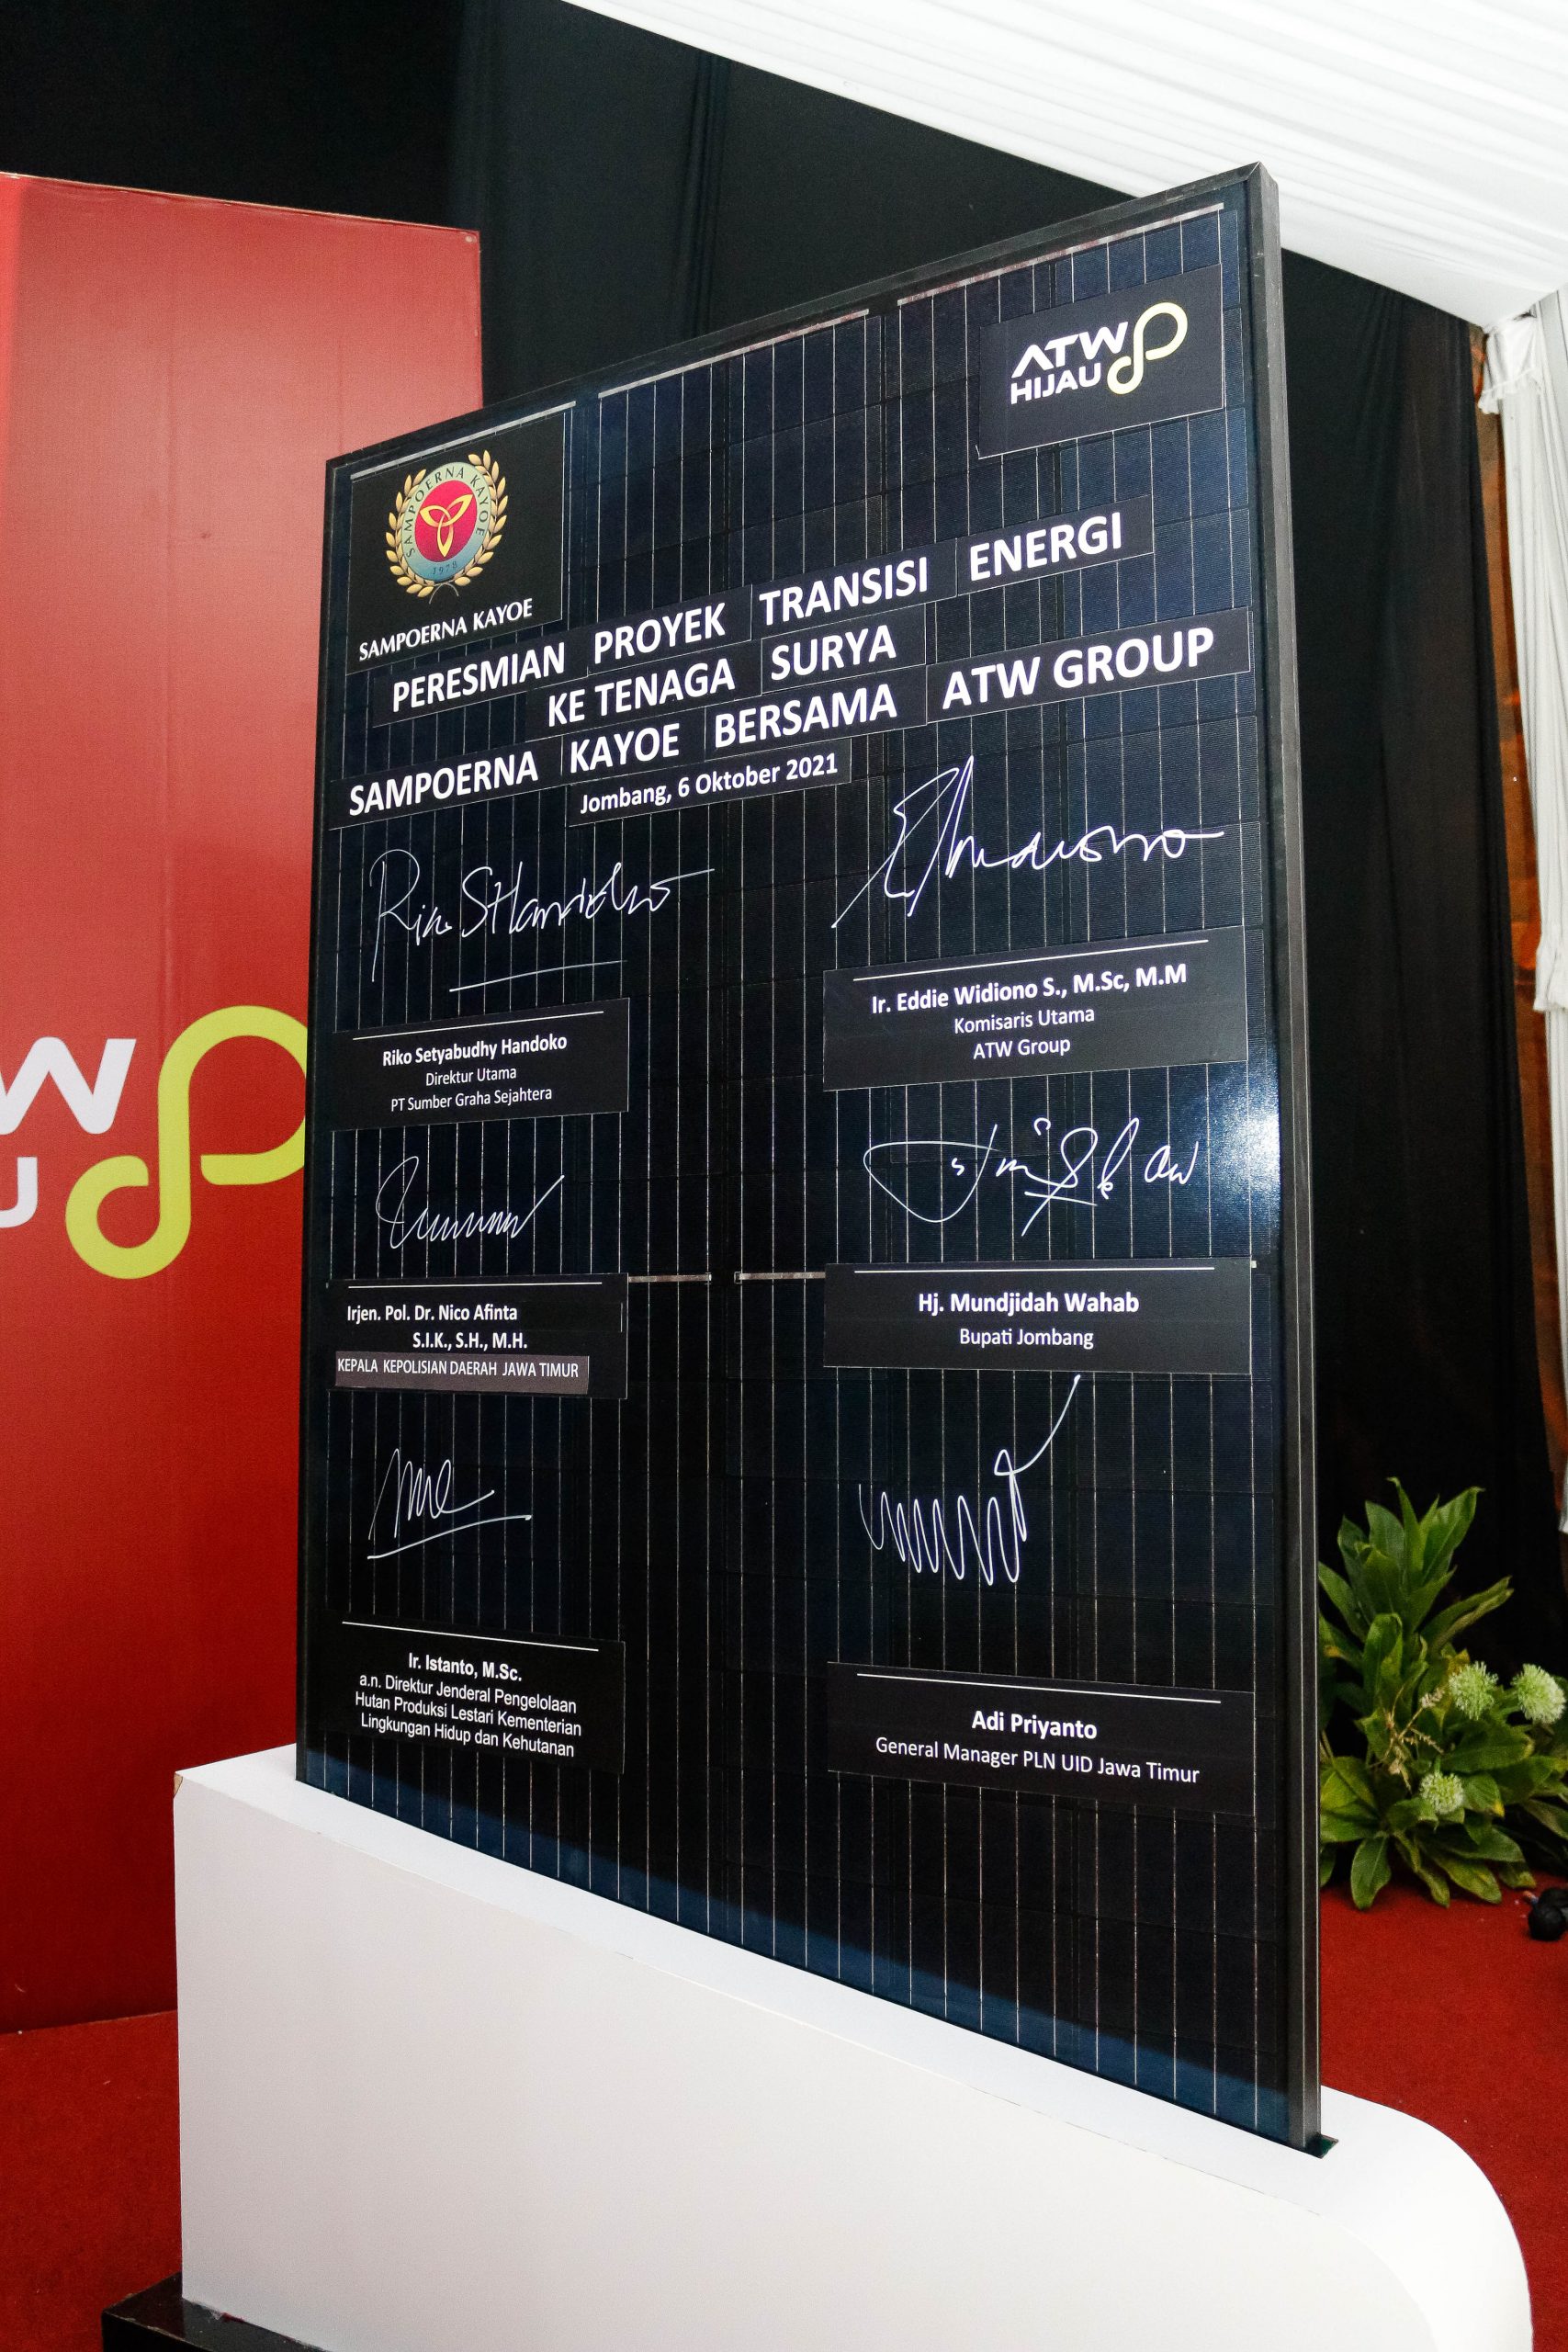 ATW
HIJAU
SAMPOERNA KAYOE
1978
SAMPOERNA KAYOE
PERESMIAN PROYEK TRANSISI ENERGI
KE TENAGA SURYA
SAMPOERNA KAYOE BERSAMA ATW GROUP
Jombang, 6 Oktober 2021
Riko Setyabudhy Handoko
Direktur Utama
PT Sumber Graha Sejahtera
Ir. Eddie Widiono S., M.Sc, M.M
Komisaris Utama
ATW Group
Irjen. Pol. Dr. Nico Afinta
S.I.K., S.H., M.H.
KEPALA KEPOLISIAN DAERAH JAWA TIMUR
Hj. Mundjidah Wahab
Bupati Jombang
Ir. Istanto, M.Sc.
a.n. Direktur Jenderal Pengelolaan
Hutan Produksi Lestari Kementerian
Lingkungan Hidup dan Kehutanan
Adi Priyanto
General Manager PLN UID Jawa Timur